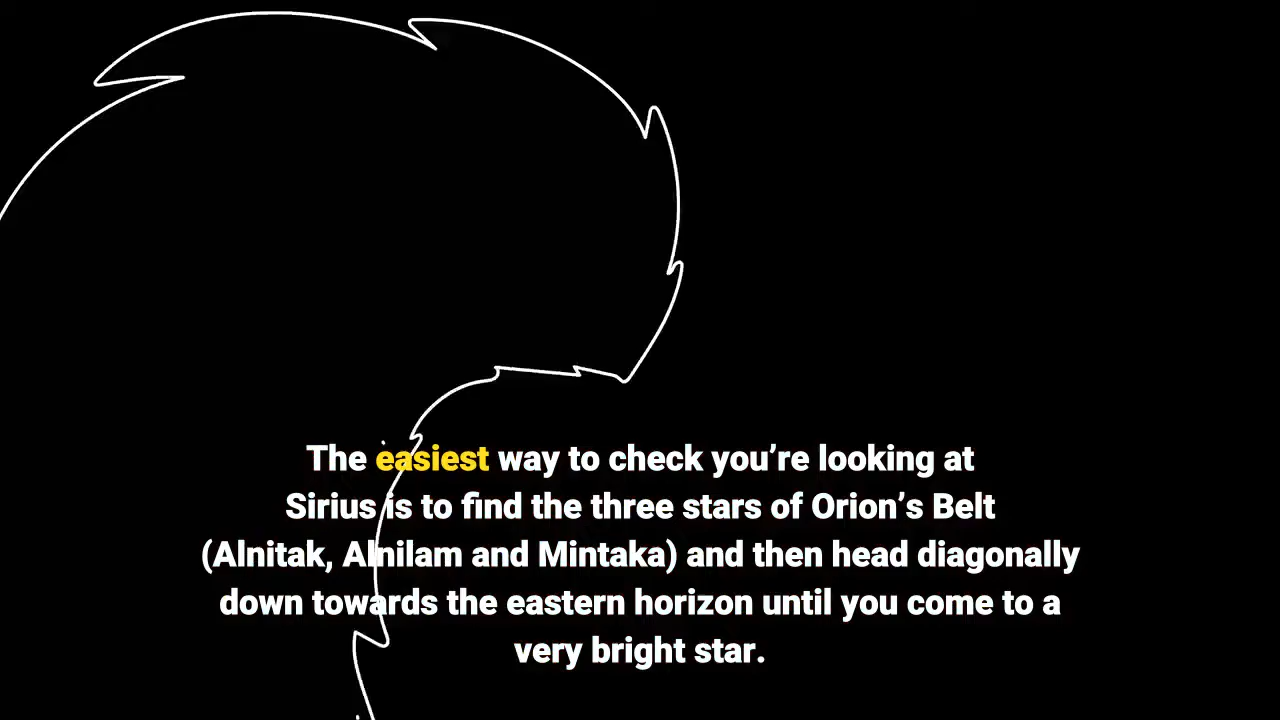 The easiest way to check you’re looking at
Sirius is to find the three stars of Orion’s Belt
(Alnitak, Alnilam and Mintaka) and then head diagonally
down towards the eastern horizon until you come to a
very bright star.